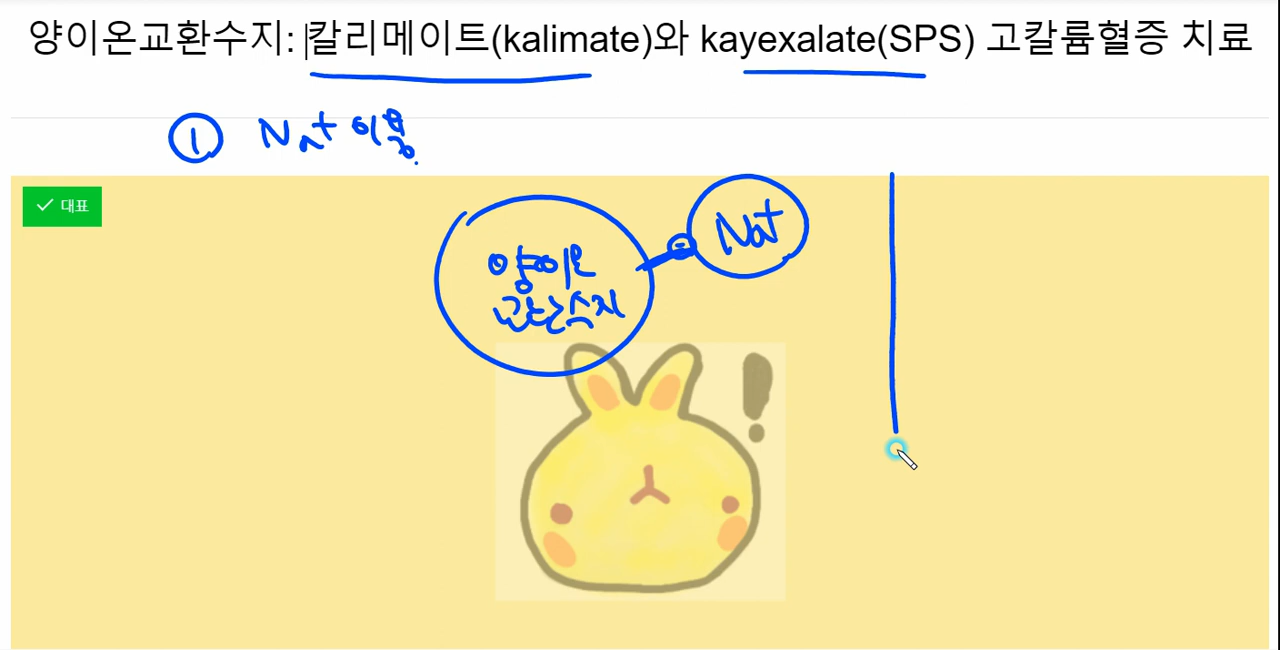 양이온교환수지: 칼리메이트(kalimate)와 kayexalate(SPS) 고칼륨혈증 치료
① Na+ 이용.
대표
Na+
-
양이온
교환수지
!